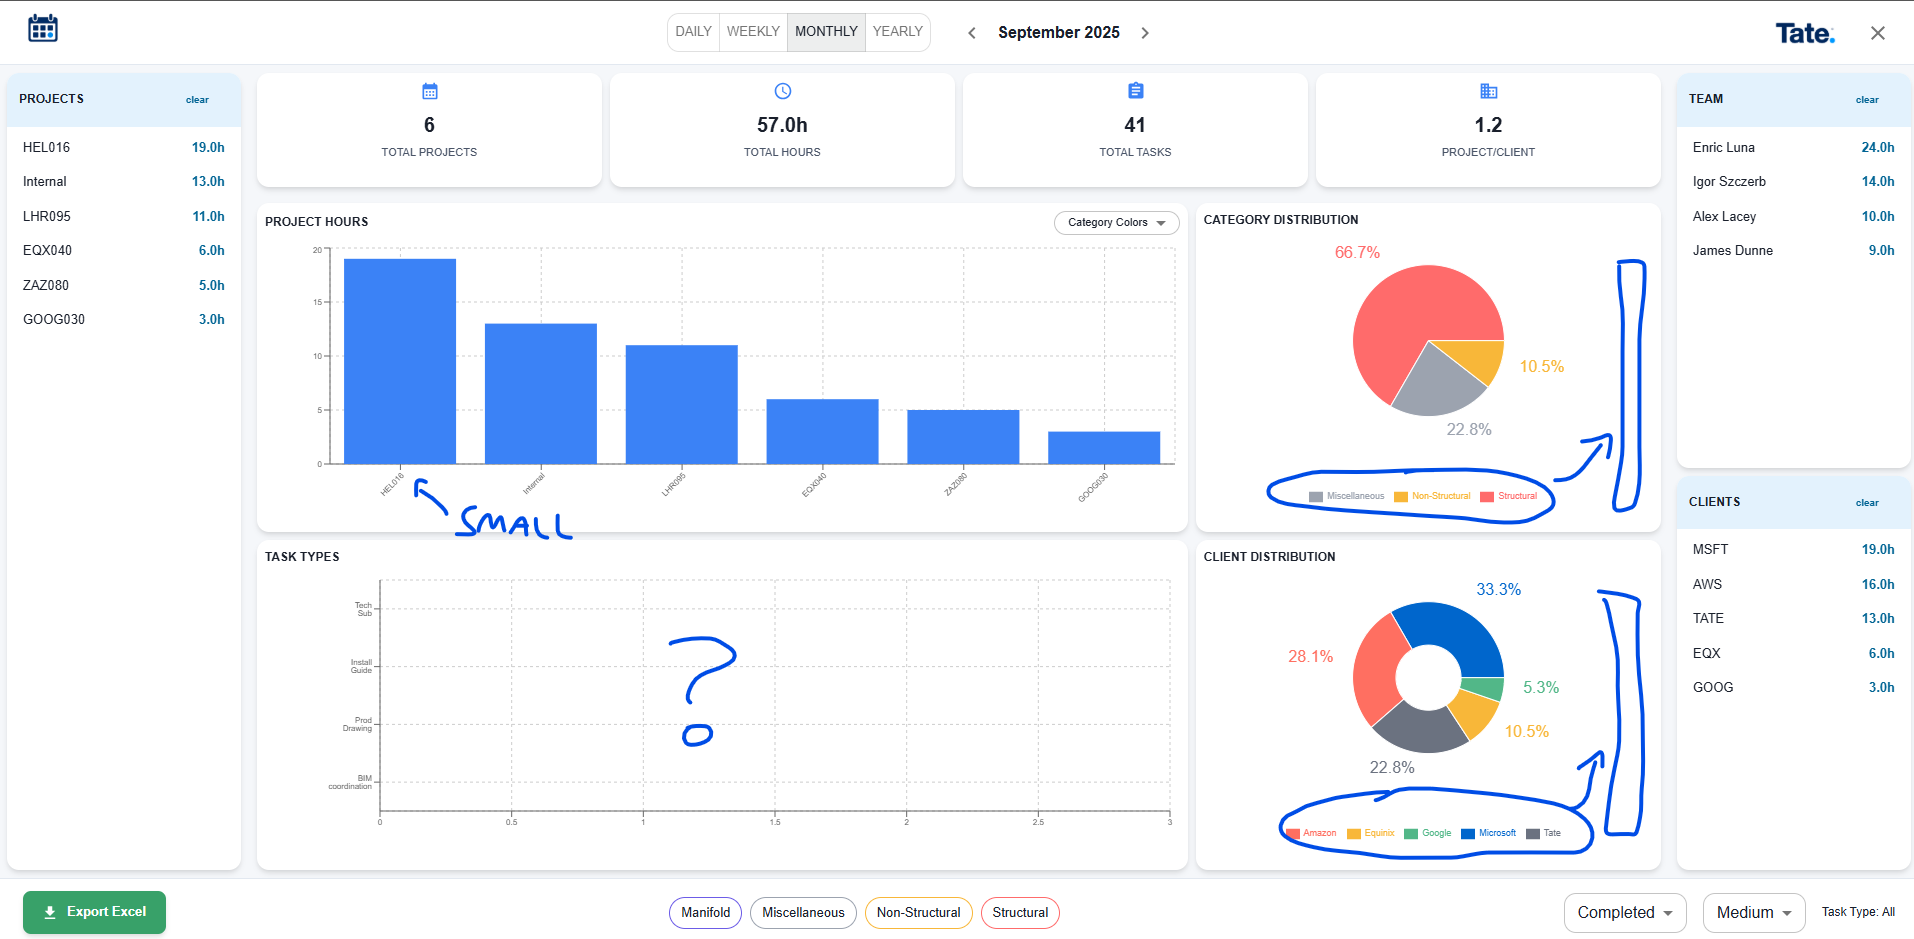 DAILY WEEKLY MONTHLY YEARLY
September 2025
Tate.
PROJECTS clear
HEL016 19.0h
Internal 13.0h
LHR095 11.0h
EQX040 6.0h
ZAZ080 5.0h
GOOG030 3.0h
6
TOTAL PROJECTS
57.0h
TOTAL HOURS
41
TOTAL TASKS
1.2
PROJECT/CLIENT
PROJECT HOURS
Category Colors
20
15
10
5
0
HEL016 Internal LHR095 EQX040 ZAZ080 GOOG030
SMALL
CATEGORY DISTRIBUTION
66.7%
10.5%
22.8%
Miscellaneous Non-Structural Structural
TASK TYPES
Tech
Sub
Install
Guide
Prod
Drawing
BIM
coordination
0 0.5 1 1.5 2 2.5 3
?
CLIENT DISTRIBUTION
33.3%
28.1%
5.3%
10.5%
22.8%
Amazon Equinix Google Microsoft Tate
TEAM clear
Enric Luna 24.0h
Igor Szczerb 14.0h
Alex Lacey 10.0h
James Dunne 9.0h
CLIENTS clear
MSFT 19.0h
AWS 16.0h
TATE 13.0h
EQX 6.0h
GOOG 3.0h
Export Excel
Manifold Miscellaneous Non-Structural Structural
Completed Medium Task Type: All